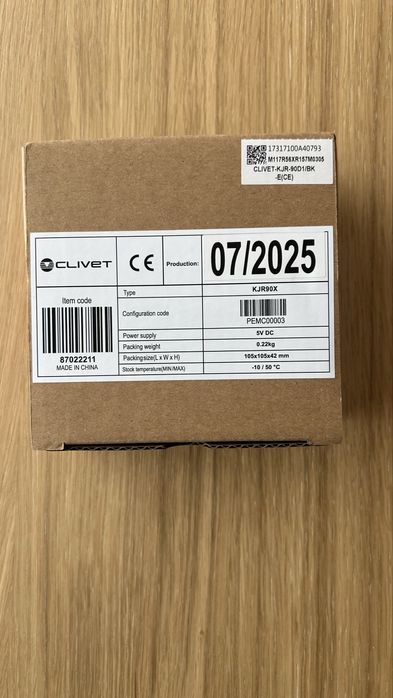 17317100A40793
M117R56XR157M0305
CLIVET-KJR-90D1/BK
-E(CE)
CLIVET
CE
Production:
07/2025
Item code
87022211
MADE IN CHINA
Type
KJR90X
Configuration code
PEMC00003
Power supply
5V DC
Packing weight
0.22kg
Packingsize(L x W x H)
105x105x42 mm
Stock temperature(MIN/MAX)
-10 / 50 °C